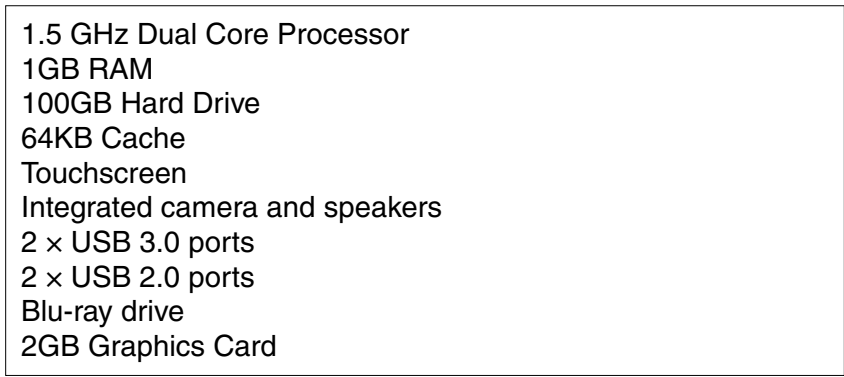 1.5 GHz Dual Core Processor
1GB RAM
100GB Hard Drive
64KB Cache
Touchscreen
Integrated camera and speakers
2 × USB 3.0 ports
2 × USB 2.0 ports
Blu-ray drive
2GB Graphics Card